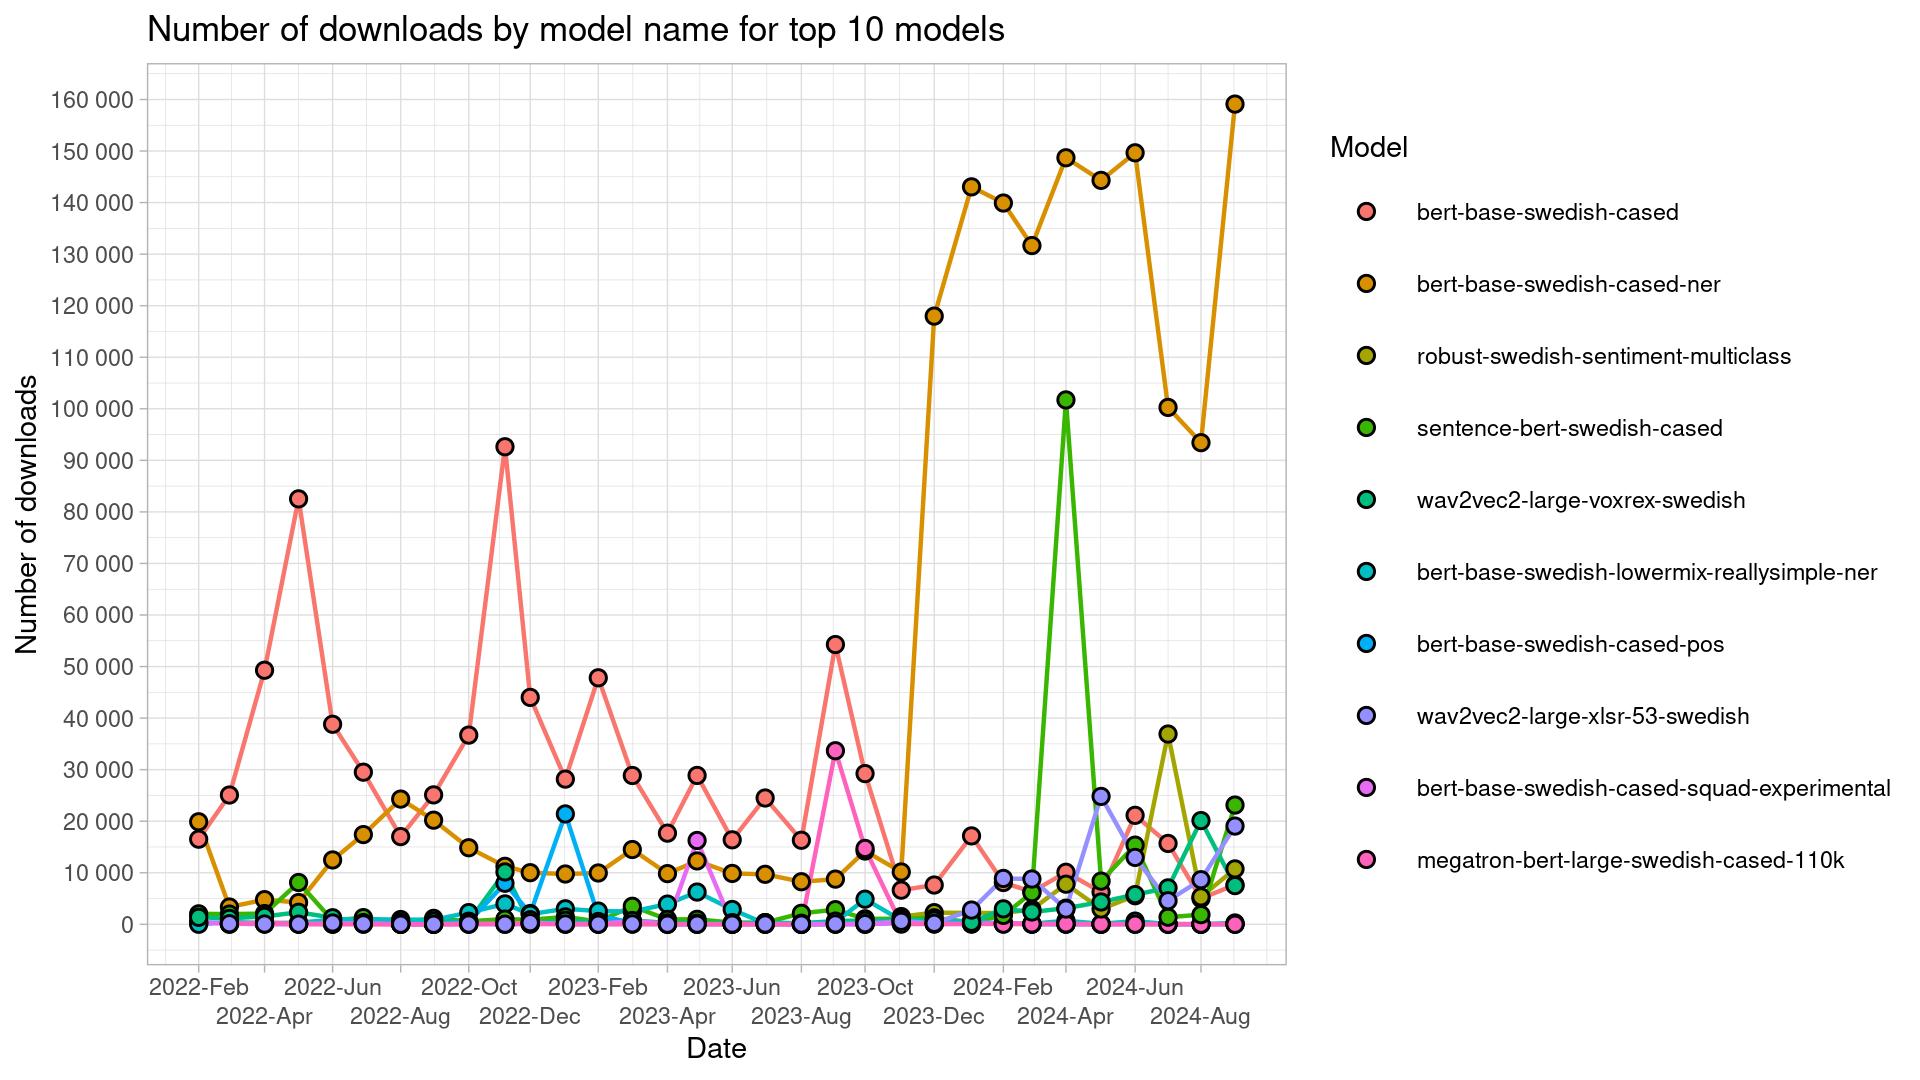 Number of downloads by model name for top 10 models
Number of downloads
160 000
150 000
140 000
130 000
120 000
110 000
100 000
90 000
80 000
70 000
60 000
50 000
40 000
30 000
20 000
10 000
0
2022-Feb
2022-Apr
2022-Jun
2022-Aug
2022-Oct
2022-Dec
2023-Feb
2023-Apr
2023-Jun
2023-Aug
2023-Oct
2023-Dec
2024-Feb
2024-Apr
2024-Jun
2024-Aug
Date
Model
bert-base-swedish-cased
bert-base-swedish-cased-ner
robust-swedish-sentiment-multiclass
sentence-bert-swedish-cased
wav2vec2-large-voxrex-swedish
bert-base-swedish-lowermix-reallysimple-ner
bert-base-swedish-cased-pos
wav2vec2-large-xlsr-53-swedish
bert-base-swedish-cased-squad-experimental
megatron-bert-large-swedish-cased-110k